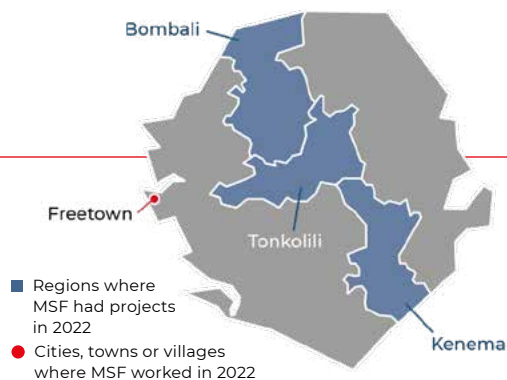 Bombali
Freetown
Tonkolili
Regions where
MSF had projects
in 2022
Kenema
Cities, towns or villages
where MSF worked in 2022